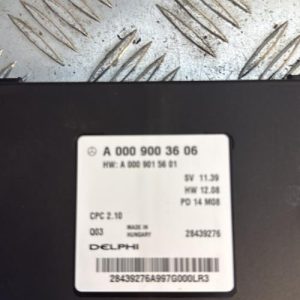 A 000 900 36 06
HW: A 000 901 56 01
SV 11.39
HW 12.08
PD 14 M08
CPC 2.10
Q03 MADE IN HUNGARY 28439276
DELPHI
28439276A997G000LR3